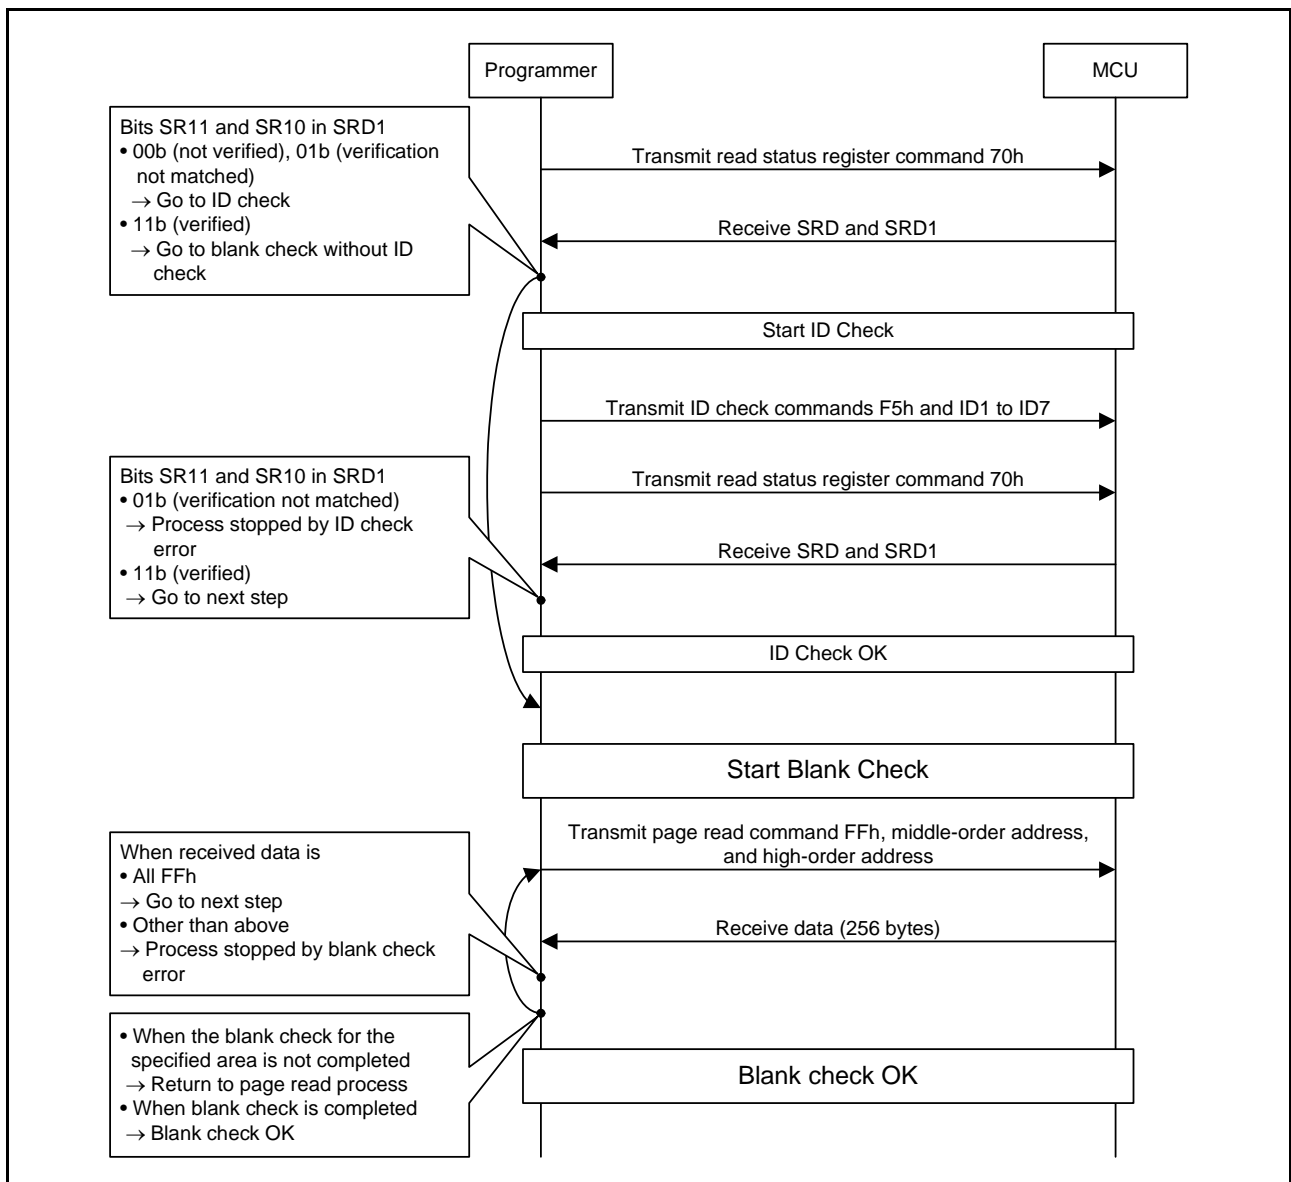 Programmer
MCU
Bits SR11 and SR10 in SRD1
• 00b (not verified), 01b (verification
not matched)
→ Go to ID check
• 11b (verified)
→ Go to blank check without ID
check
Transmit read status register command 70h
Receive SRD and SRD1
Start ID Check
Transmit ID check commands F5h and ID1 to ID7
Bits SR11 and SR10 in SRD1
• 01b (verification not matched)
→ Process stopped by ID check
error
• 11b (verified)
→ Go to next step
Transmit read status register command 70h
Receive SRD and SRD1
ID Check OK
Start Blank Check
Transmit page read command FFh, middle-order address,
and high-order address
When received data is
• All FFh
→ Go to next step
• Other than above
→ Process stopped by blank check
error
Receive data (256 bytes)
• When the blank check for the
specified area is not completed
→ Return to page read process
• When blank check is completed
→ Blank check OK
Blank check OK